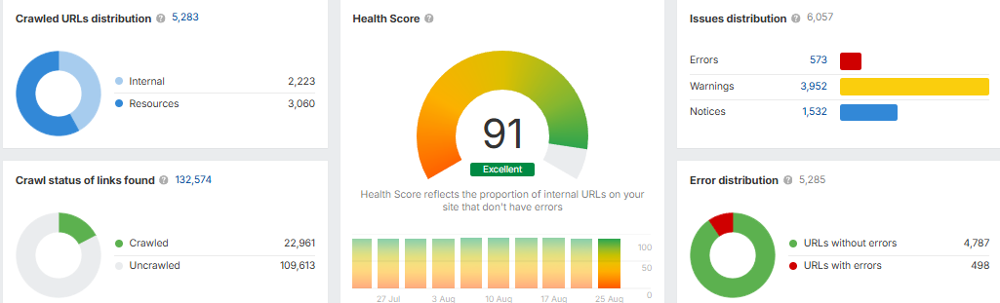 Crawled URLs distribution ? 5,283
Internal 2,223
Resources 3,060
Crawl status of links found ? 132,574
Crawled 22,961
Uncrawled 109,613
Health Score ?
91
Excellent
Health Score reflects the proportion of internal URLs on your
site that don't have errors
100
50
0
27 Jul 3 Aug 10 Aug 17 Aug 25 Aug
Issues distribution ? 6,057
Errors 573
Warnings 3,952
Notices 1,532
Error distribution ? 5,285
URLs without errors 4,787
URLs with errors 498